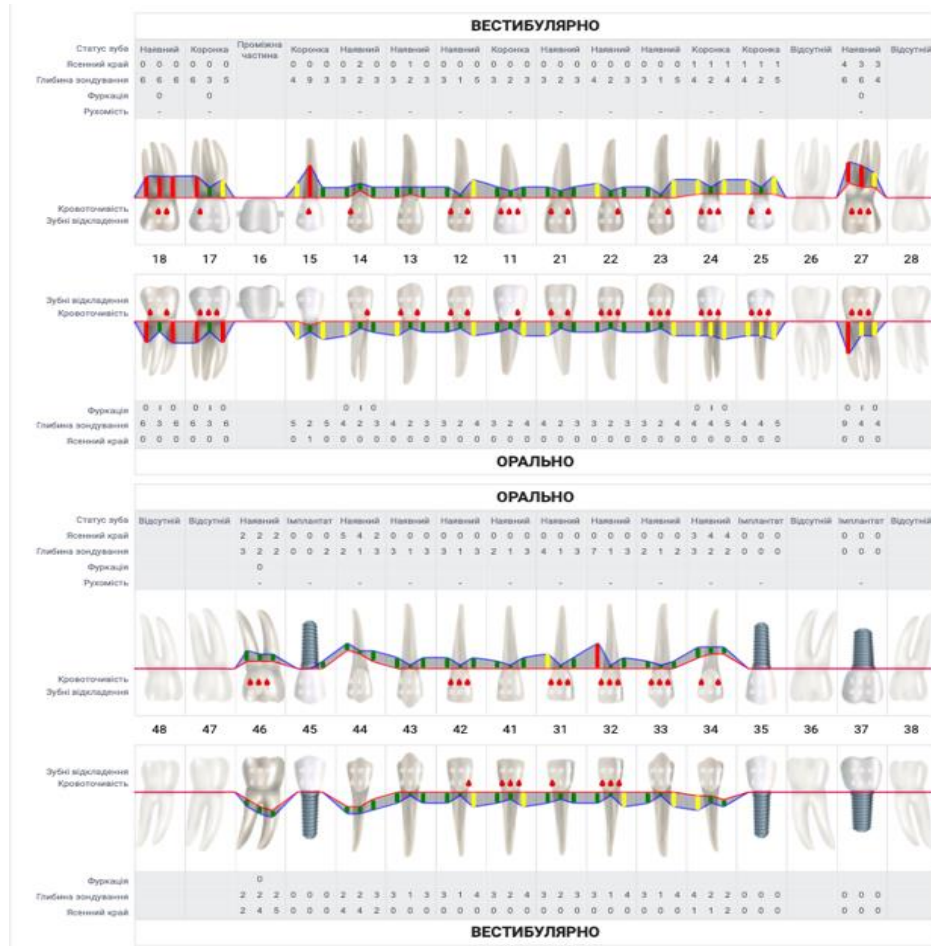 ВЕСТИБУЛЯРНО
Статус зуба Наявний Коронка Проміжна частина Коронка Наявний Наявний Наявний Коронка Наявний Наявний Наявний Коронка Коронка Відсутній Наявний Відсутній
Ясенний край 0 0 0 0 0 0 0 0 0 0 2 0 0 1 0 0 0 0 0 0 0 0 0 0 0 0 0 0 0 0 1 1 1 1 1 1 4 3 3
Глибина зондування 6 6 6 6 3 5 4 9 3 3 2 3 3 2 3 3 1 5 3 2 3 3 2 3 4 2 3 3 1 5 4 2 4 4 2 5 6 6 4
Фуркація 0 0 0
Рухомість - - - - - - - - - - - - -
Кровоточивість
Зубні відкладення
18 17 16 15 14 13 12 11 21 22 23 24 25 26 27 28
Зубні відкладення
Кровоточивість
Фуркація 0 I 0 0 I 0 0 I 0 0 I 0 0 I 0
Глибина зондування 6 3 6 6 3 6 5 2 5 4 2 3 4 2 3 3 2 4 3 2 4 4 2 3 3 2 3 3 2 4 4 4 5 4 4 5 9 4 4
Ясенний край 0 0 0 0 0 0 0 1 0 0 0 0 0 0 0 0 0 0 0 0 0 0 0 0 0 0 0 0 0 0 0 0 0 0 0 0 0 0 0
ОРАЛЬНО
ОРАЛЬНО
Статус зуба Відсутній Відсутній Наявний Імплантат Наявний Наявний Наявний Наявний Наявний Наявний Наявний Наявний Імплантат Відсутній Імплантат Відсутній
Ясенний край 2 2 2 0 0 0 5 4 2 0 0 0 0 0 0 0 0 0 0 0 0 0 0 0 0 0 0 3 4 4 0 0 0 0 0 0
Глибина зондування 3 2 2 0 0 2 2 1 3 3 1 3 3 1 3 2 1 3 4 1 3 7 1 3 2 1 2 3 2 2 0 0 0 0 0 0
Фуркація 0
Рухомість - - - - - - - - - - - -
Кровоточивість
Зубні відкладення
48 47 46 45 44 43 42 41 31 32 33 34 35 36 37 38
Зубні відкладення
Кровоточивість
Фуркація 0
Глибина зондування 2 2 2 0 0 0 2 2 3 3 1 3 3 1 4 3 2 4 3 2 3 3 1 4 3 1 4 4 2 2 0 0 0 0 0 0
Ясенний край 2 4 5 0 0 0 4 4 2 0 0 0 0 0 0 0 0 0 0 0 0 0 0 0 0 0 0 1 1 2 0 0 0 0 0 0
ВЕСТИБУЛЯРНО